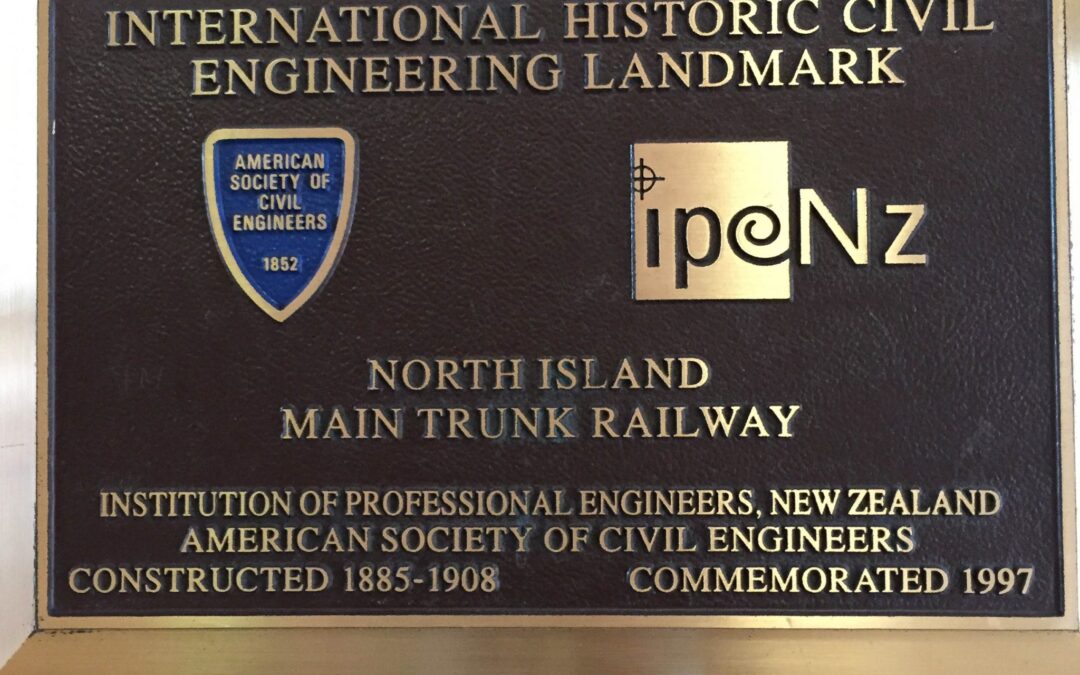 INTERNATIONAL HISTORIC CIVIL
ENGINEERING LANDMARK
AMERICAN
SOCIETY OF
CIVIL
ENGINEERS
1852
ipeNz
NORTH ISLAND
MAIN TRUNK RAILWAY
INSTITUTION OF PROFESSIONAL ENGINEERS, NEW ZEALAND
AMERICAN SOCIETY OF CIVIL ENGINEERS
CONSTRUCTED 1885-1908 COMMEMORATED 1997